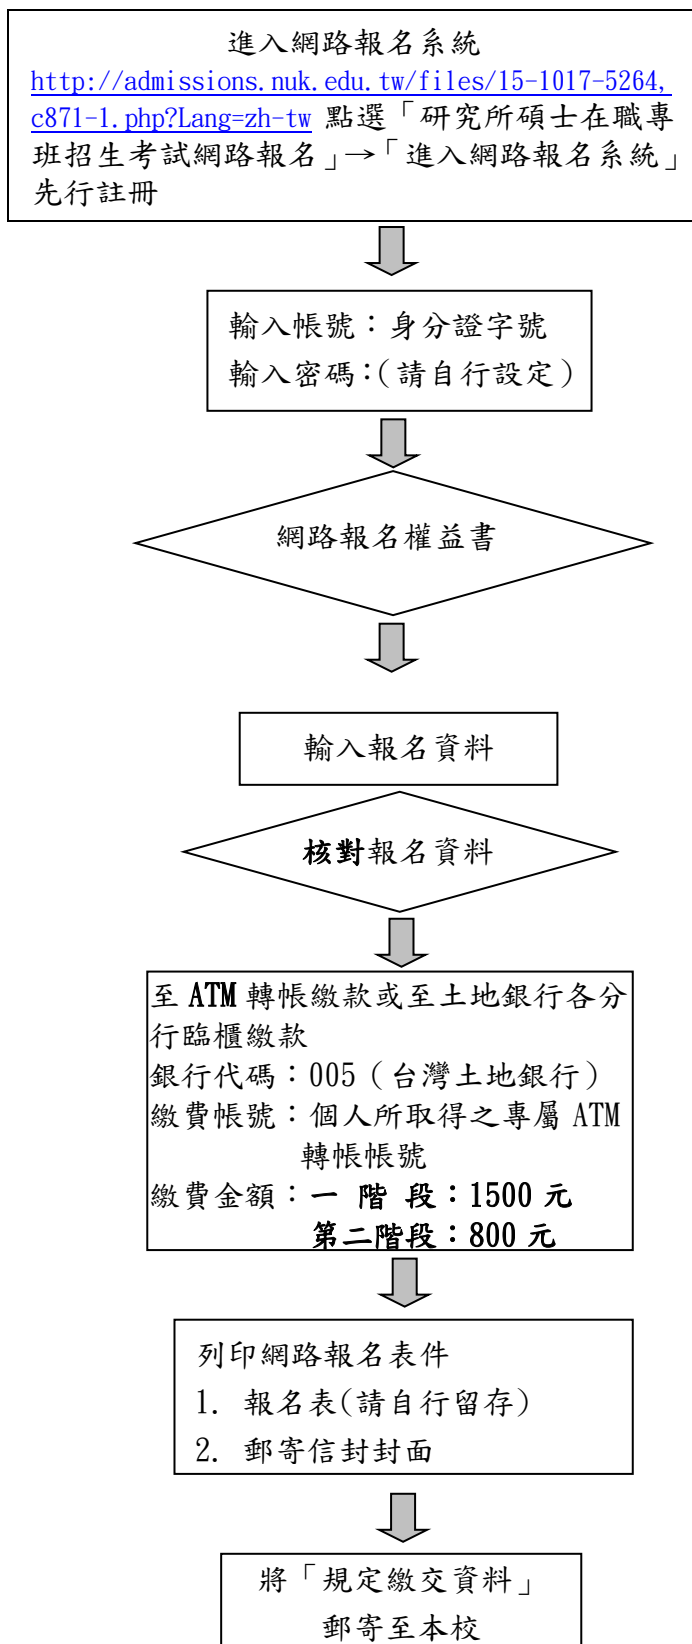 進入網路報名系統
http://admissions.nuk.edu.tw/files/15-1017-5264,
c871-1.php?Lang=zh-tw 點選「研究所碩士在職專
班招生考試網路報名」→「進入網路報名系統」
先行註冊
輸入帳號：身分證字號
輸入密碼：(請自行設定)
網路報名權益書
輸入報名資料
核對報名資料
至 ATM 轉帳繳款或至土地銀行各分
行臨櫃繳款
銀行代碼：005（台灣土地銀行）
繳費帳號：個人所取得之專屬 ATM
轉帳帳號
繳費金額：一 階 段：1500 元
第二階段：800 元
列印網路報名表件
1. 報名表(請自行留存)
2. 郵寄信封封面
將「規定繳交資料」
郵寄至本校